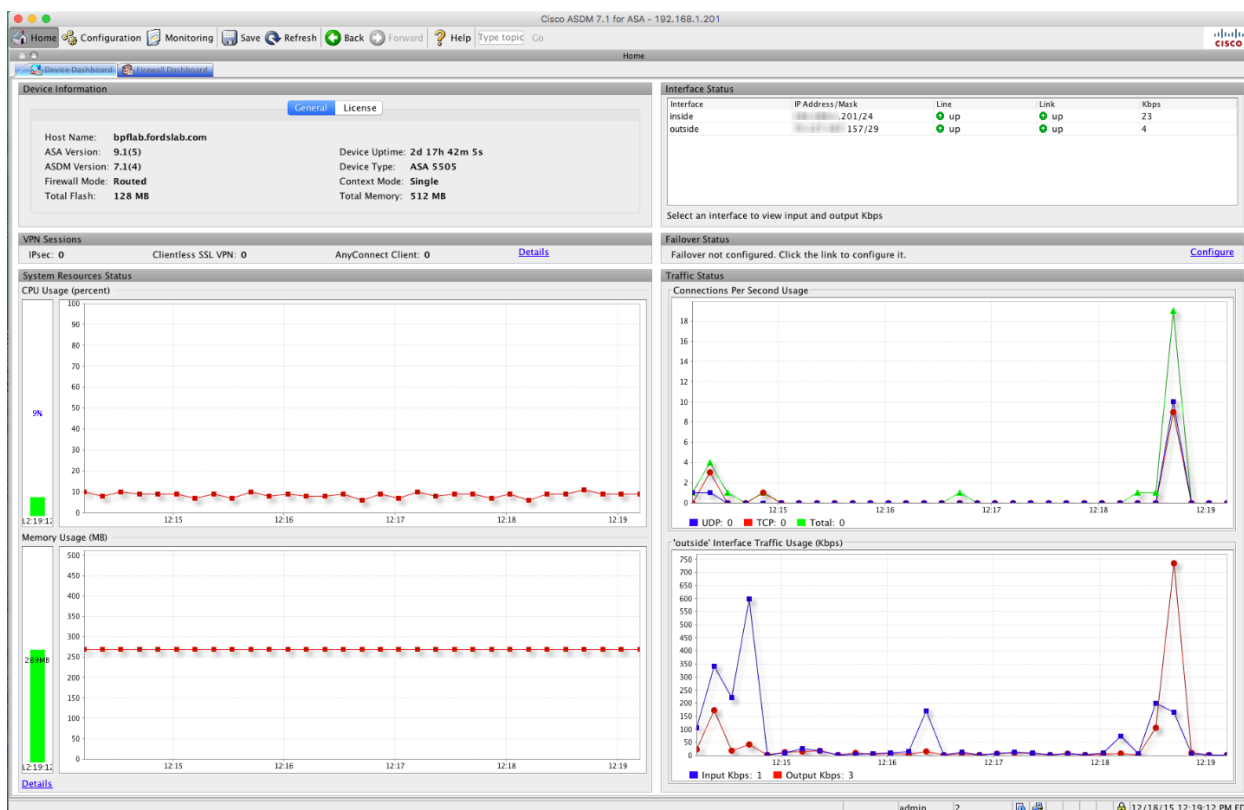 Cisco ASDM 7.1 for ASA - 192.168.1.201
Home Configuration Monitoring Save Refresh Back Forward Help Type topic Go
CISCO
Home
Device Dashboard Firewall Dashboard
Device Information
General License
Host Name: bpflab.fordslab.com
ASA Version: 9.1(5) Device Uptime: 2d 17h 42m 5s
ASDM Version: 7.1(4) Device Type: ASA 5505
Firewall Mode: Routed Context Mode: Single
Total Flash: 128 MB Total Memory: 512 MB
Interface Status
Interface IP Address/Mask Line Link Kbps
inside .201/24 up up 23
outside 157/29 up up 4
Select an interface to view input and output Kbps
VPN Sessions
IPsec: 0 Clientless SSL VPN: 0 AnyConnect Client: 0 Details
Failover Status
Failover not configured. Click the link to configure it. Configure
System Resources Status
CPU Usage (percent)
100
90
80
70
60
50
40
30
20
10
0
9%
12:19:12
12:15 12:16 12:17 12:18 12:19
Memory Usage (MB)
500
450
400
350
300
250
200
150
100
50
0
269MB
12:19:12
12:15 12:16 12:17 12:18 12:19
Details
Traffic Status
Connections Per Second Usage
18
16
14
12
10
8
6
4
2
0
12:15 12:16 12:17 12:18 12:19
UDP: 0 TCP: 0 Total: 0
'outside' Interface Traffic Usage (Kbps)
750
700
650
600
550
500
450
400
350
300
250
200
150
100
50
0
12:15 12:16 12:17 12:18 12:19
Input Kbps: 1 Output Kbps: 3
admin 2 12/18/15 12:19:12 PM